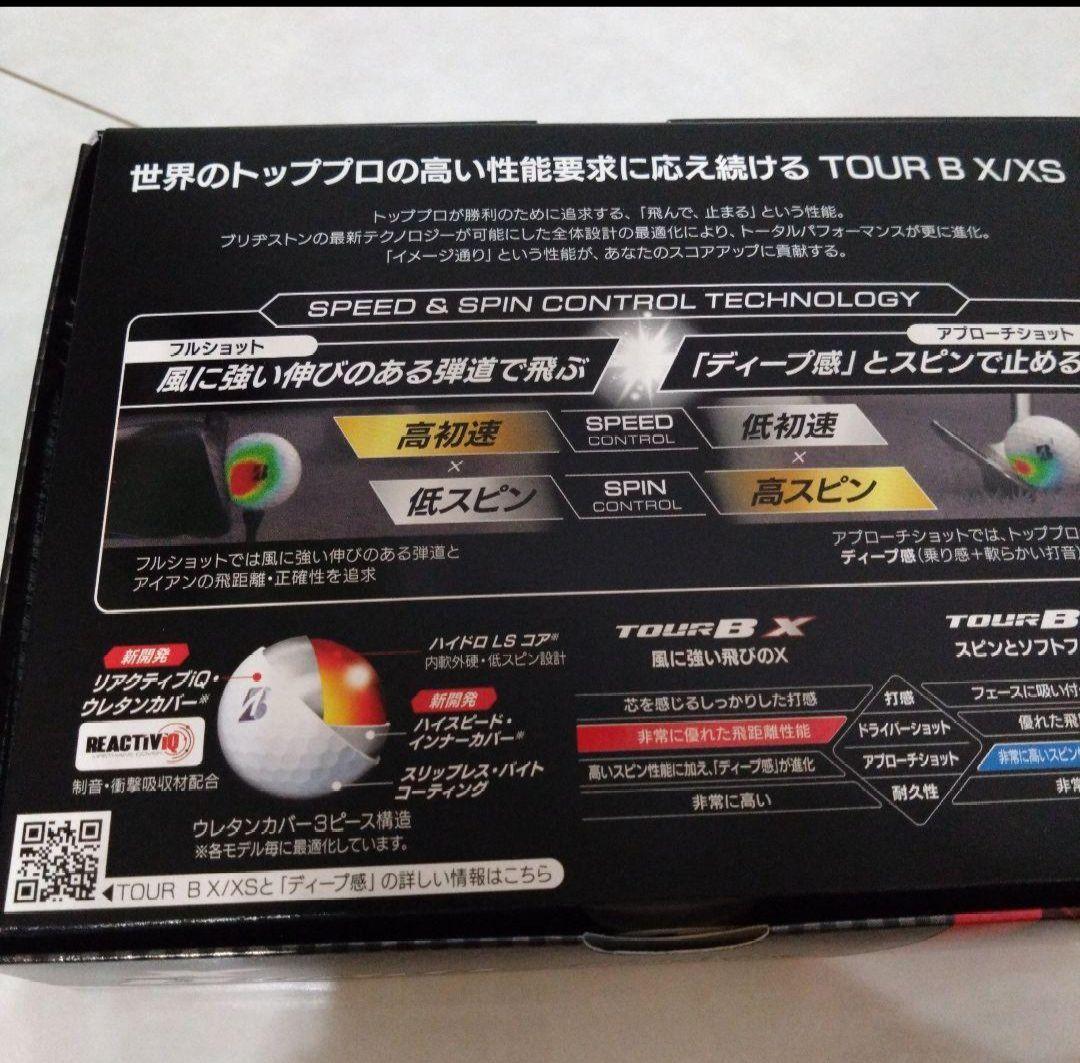 世界のトッププロの高い性能要求に応え続ける TOUR B X/XS
トッププロが勝利のために追求する、「飛んで、止まる」という性能。
ブリヂストンの最新テクノロジーが可能にした全体設計の最適化により、トータルパフォーマンスが更に進化。
「イメージ通り」という性能が、あなたのスコアアップに貢献する。
SPEED & SPIN CONTROL TECHNOLOGY
フルショット
風に強い伸びのある弾道で飛ぶ
アプローチショット
「ディープ感」とスピンで止める
高初速
SPEED
CONTROL
低初速
×
×
低スピン
SPIN
CONTROL
高スピン
フルショットでは風に強い伸びのある弾道と
アイアンの飛距離・正確性を追求
アプローチショットでは、トッププロ
ディープ感(乗り感+軟らかい打音)
新開発
リアクティブiQ・
ウレタンカバー※
REACTIV iQ
制音・衝撃吸収材配合
ハイドロ LS コア※
内軟外硬・低スピン設計
新開発
ハイスピード・
インナーカバー※
スリップレス・バイト
コーティング
ウレタンカバー3ピース構造
※各モデル毎に最適化しています。
TOUR B X/XSと「ディープ感」の詳しい情報はこちら
TOUR B X
風に強い飛びのX
TOUR B
スピンとソフトフ
芯を感じるしっかりした打感
打感
フェースに吸い付
非常に優れた飛距離性能
ドライバーショット
優れた飛
高いスピン性能に加え、「ディープ感」が進化
アプローチショット
非常に高いスピン
非常に高い
耐久性
非常